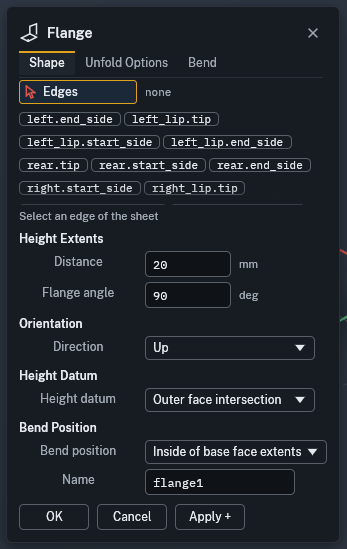 Flange
Shape Unfold Options Bend
Edges none
left.end_side left_lip.tip
left_lip.start_side left_lip.end_side
rear.tip rear.start_side rear.end_side
right.start_side right_lip.tip
Select an edge of the sheet
Height Extents
Distance 20 mm
Flange angle 90 deg
Orientation
Direction Up
Height Datum
Height datum Outer face intersection
Bend Position
Bend position Inside of base face extents
Name flange1
OK Cancel Apply +